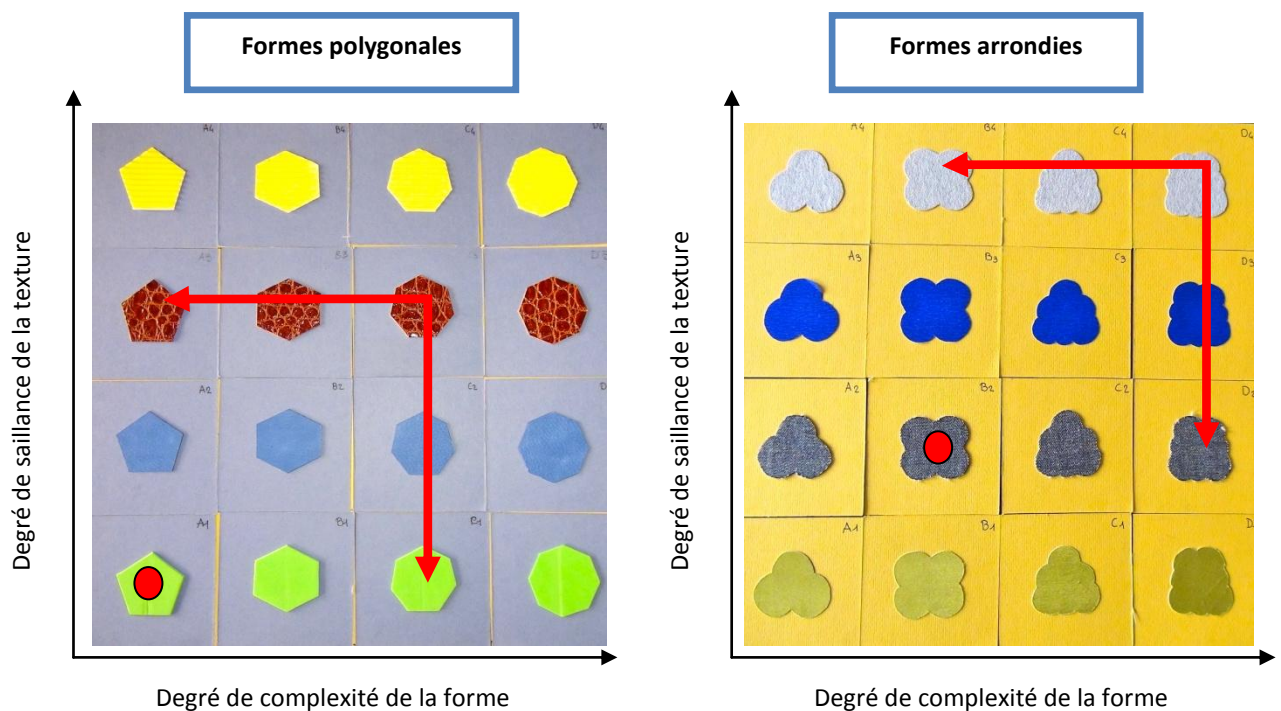 Formes polygonales
Degré de saillance de la texture
A4 B4 C4 D4
A3 B3 D3
A2 B2 C2 D
A1 B1
Degré de complexité de la forme
Formes arrondies
Degré de saillance de la texture
A4 B4 C4 D4
A3 B3 C3 D3
A2 B2 C2 D2
A1 B1 C1 D
Degré de complexité de la forme